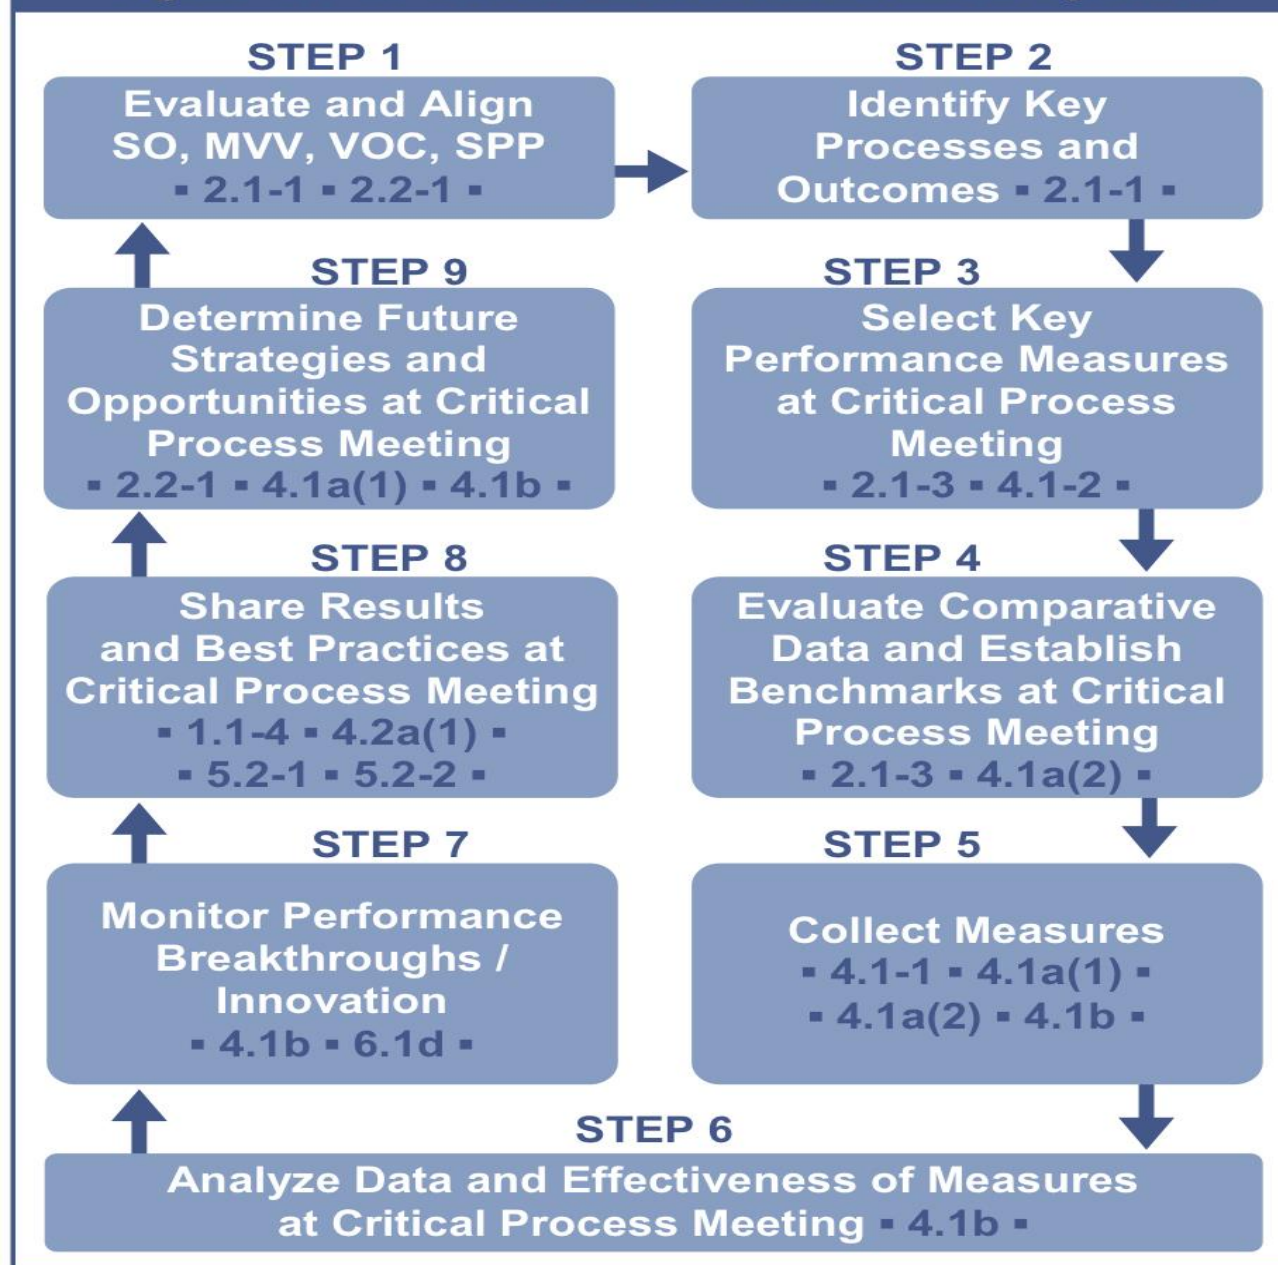 STEP 1
Evaluate and Align
SO, MVV, VOC, SPP
▪ 2.1-1 ▪ 2.2-1 ▪
STEP 2
Identify Key
Processes and
Outcomes ▪ 2.1-1 ▪
STEP 3
Select Key
Performance Measures
at Critical Process
Meeting
▪ 2.1-3 ▪ 4.1-2 ▪
STEP 4
Evaluate Comparative
Data and Establish
Benchmarks at Critical
Process Meeting
▪ 2.1-3 ▪ 4.1a(2) ▪
STEP 5
Collect Measures
▪ 4.1-1 ▪ 4.1a(1) ▪
▪ 4.1a(2) ▪ 4.1b ▪
STEP 6
Analyze Data and Effectiveness of Measures
at Critical Process Meeting ▪ 4.1b ▪
STEP 7
Monitor Performance
Breakthroughs /
Innovation
▪ 4.1b ▪ 6.1d ▪
STEP 8
Share Results
and Best Practices at
Critical Process Meeting
▪ 1.1-4 ▪ 4.2a(1) ▪
▪ 5.2-1 ▪ 5.2-2 ▪
STEP 9
Determine Future
Strategies and
Opportunities at Critical
Process Meeting
▪ 2.2-1 ▪ 4.1a(1) ▪ 4.1b ▪